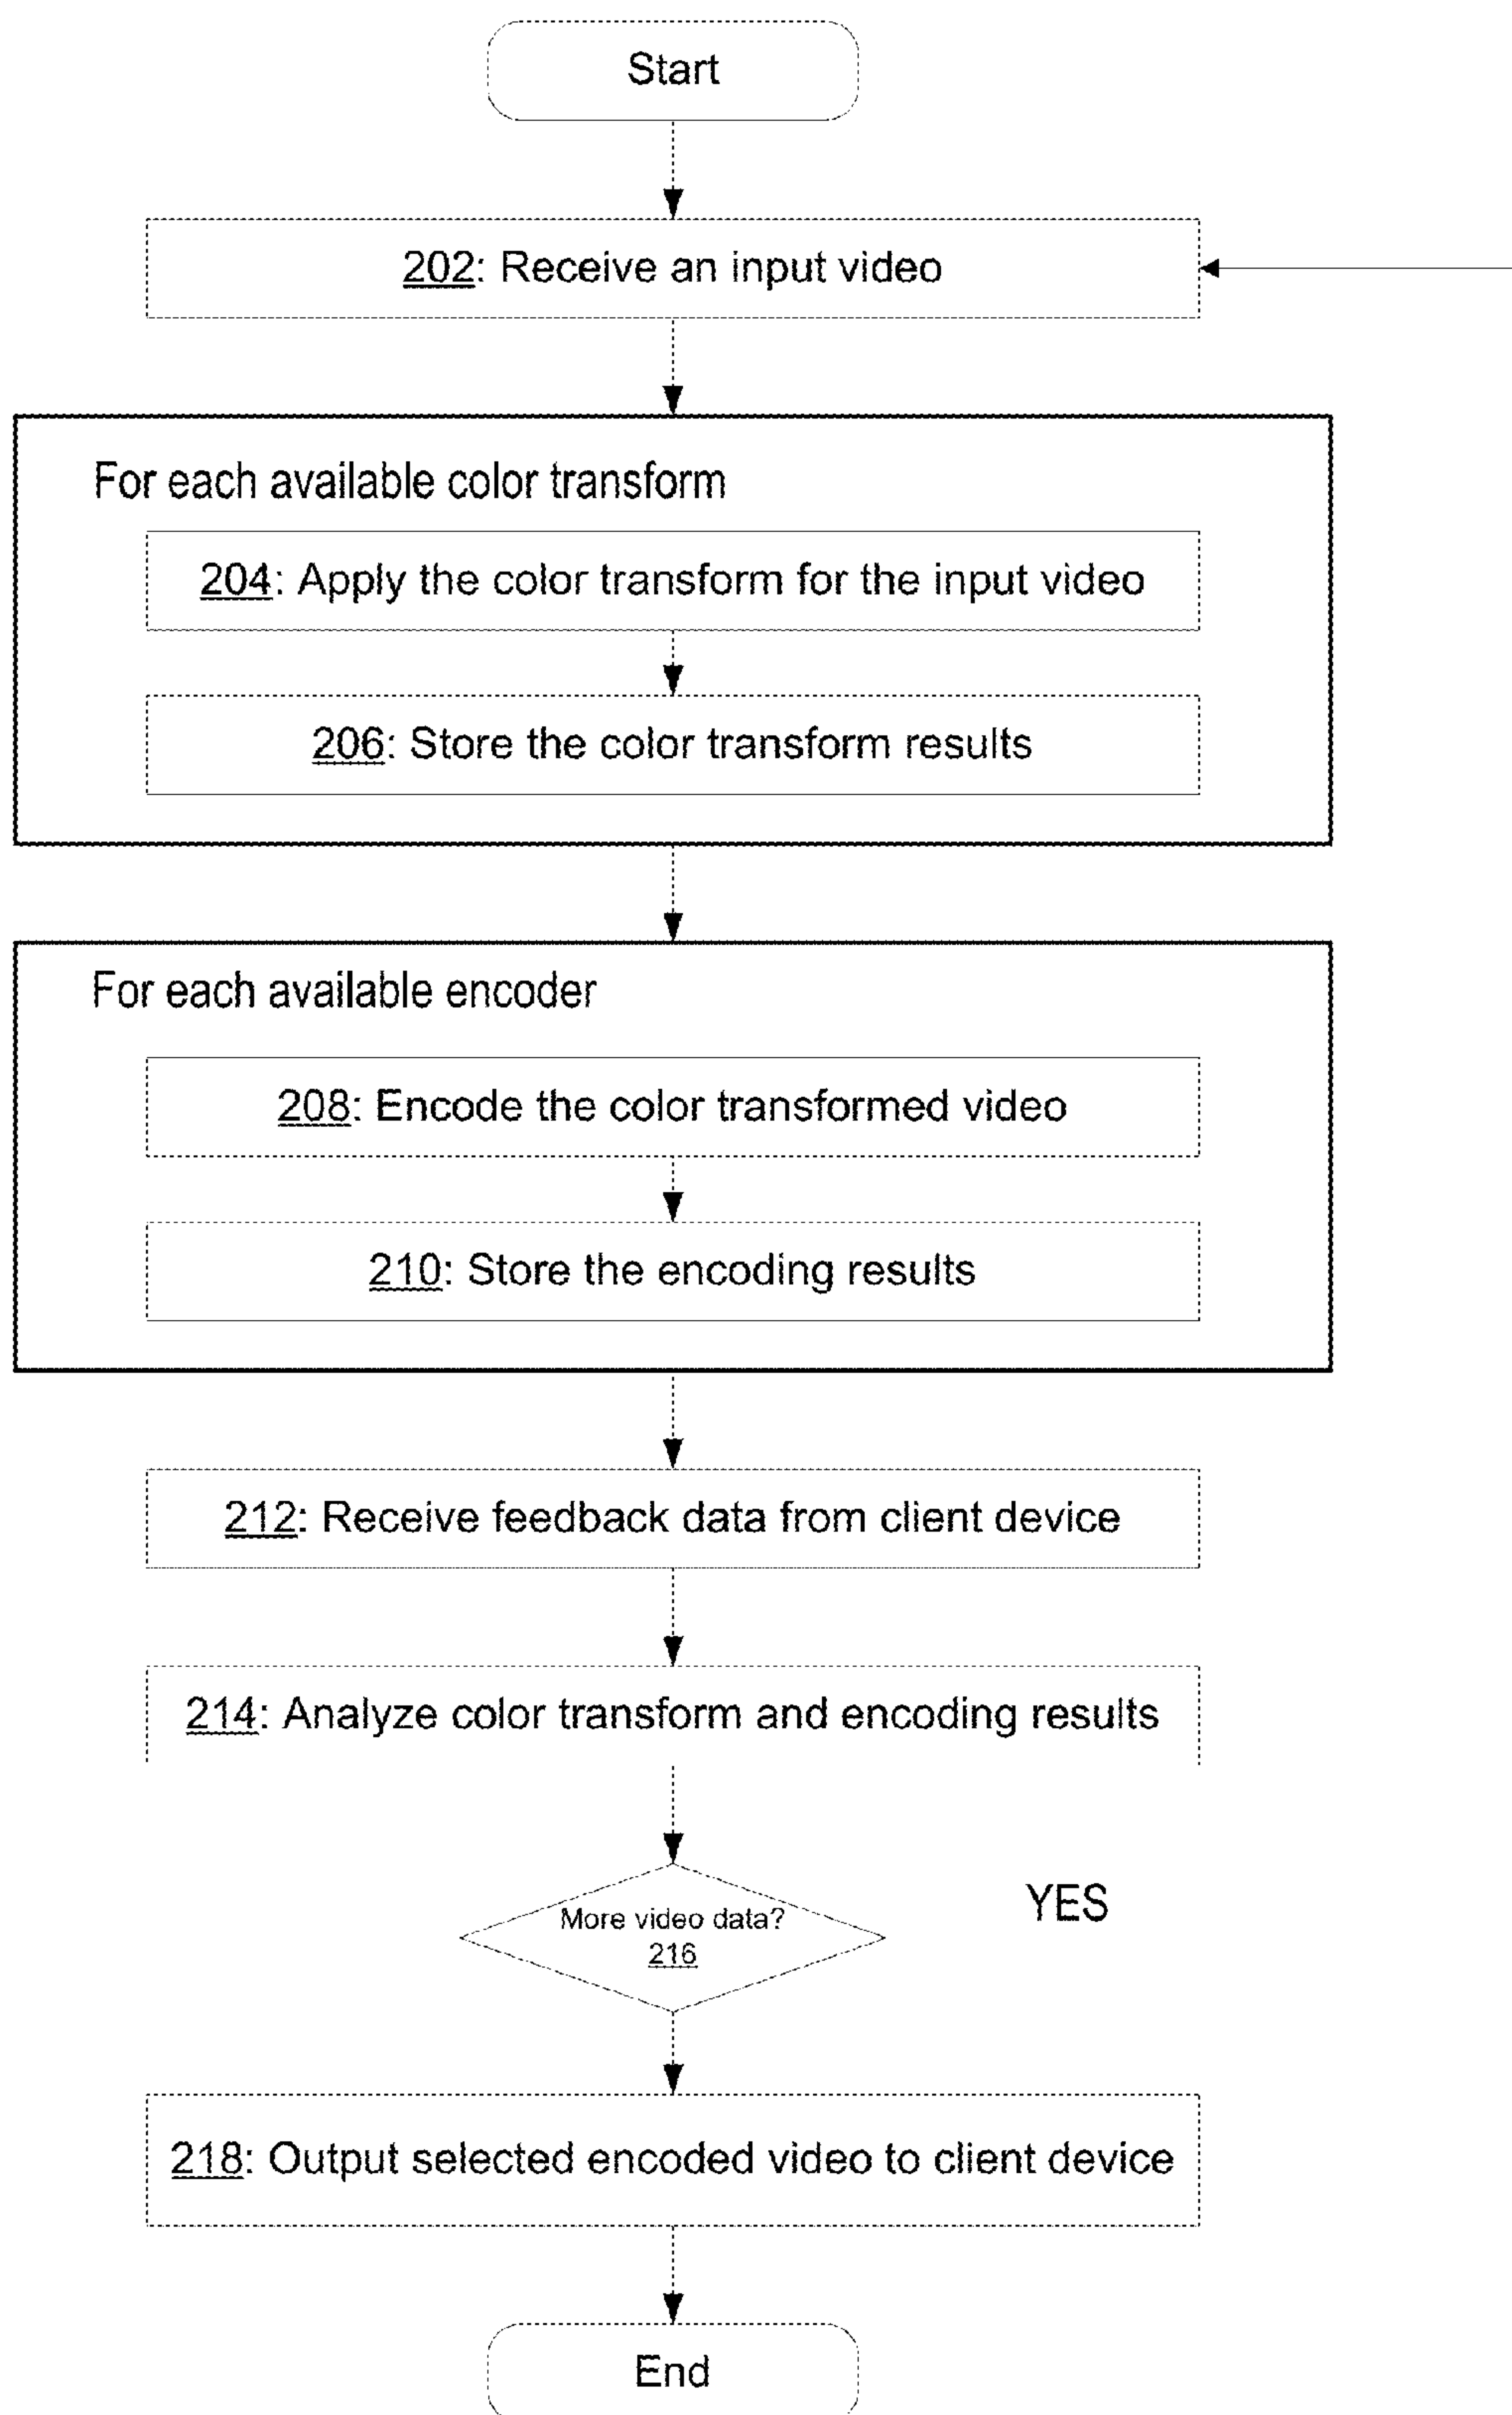 Start
202: Receive an input video
For each available color transform
204: Apply the color transform for the input video
206: Store the color transform results
For each available encoder
208: Encode the color transformed video
210: Store the encoding results
212: Receive feedback data from client device
214: Analyze color transform and encoding results
More video data?
216
YES
218: Output selected encoded video to client device
End